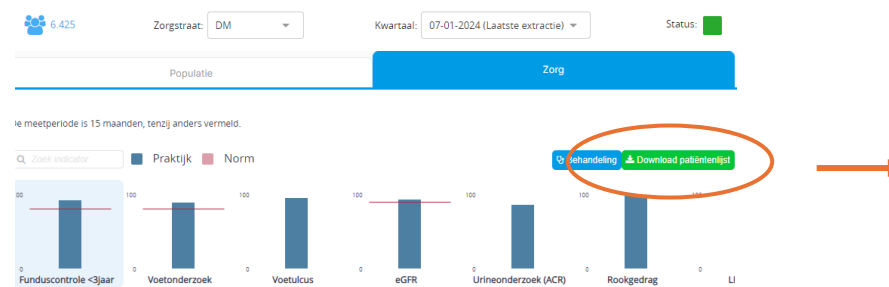 6.425 Zorgstraat: DM Kwartaal: 07-01-2024 (Laatste extractie) Status:
Populatie Zorg
De meetperiode is 15 maanden, tenzij anders vermeld.
Zoek indicator Praktijk Norm Behandeling Download patiëntenlijst
100 100 100 100 100 100
0 0 0 0 0 0 0
Funduscontrole <3jaar Voetonderzoek Voetulcus eGFR Urineonderzoek (ACR) Rookgedrag